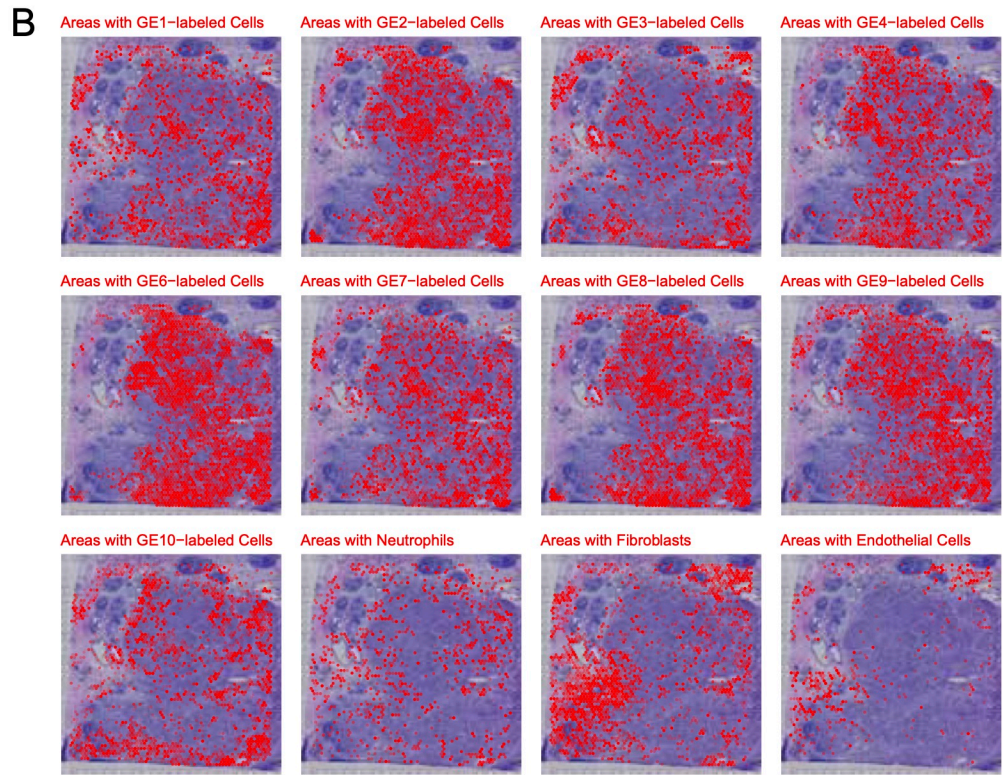 B
Areas with GE1−labeled Cells
Areas with GE2−labeled Cells
Areas with GE3−labeled Cells
Areas with GE4−labeled Cells
Areas with GE6−labeled Cells
Areas with GE7−labeled Cells
Areas with GE8−labeled Cells
Areas with GE9−labeled Cells
Areas with GE10−labeled Cells
Areas with Neutrophils
Areas with Fibroblasts
Areas with Endothelial Cells